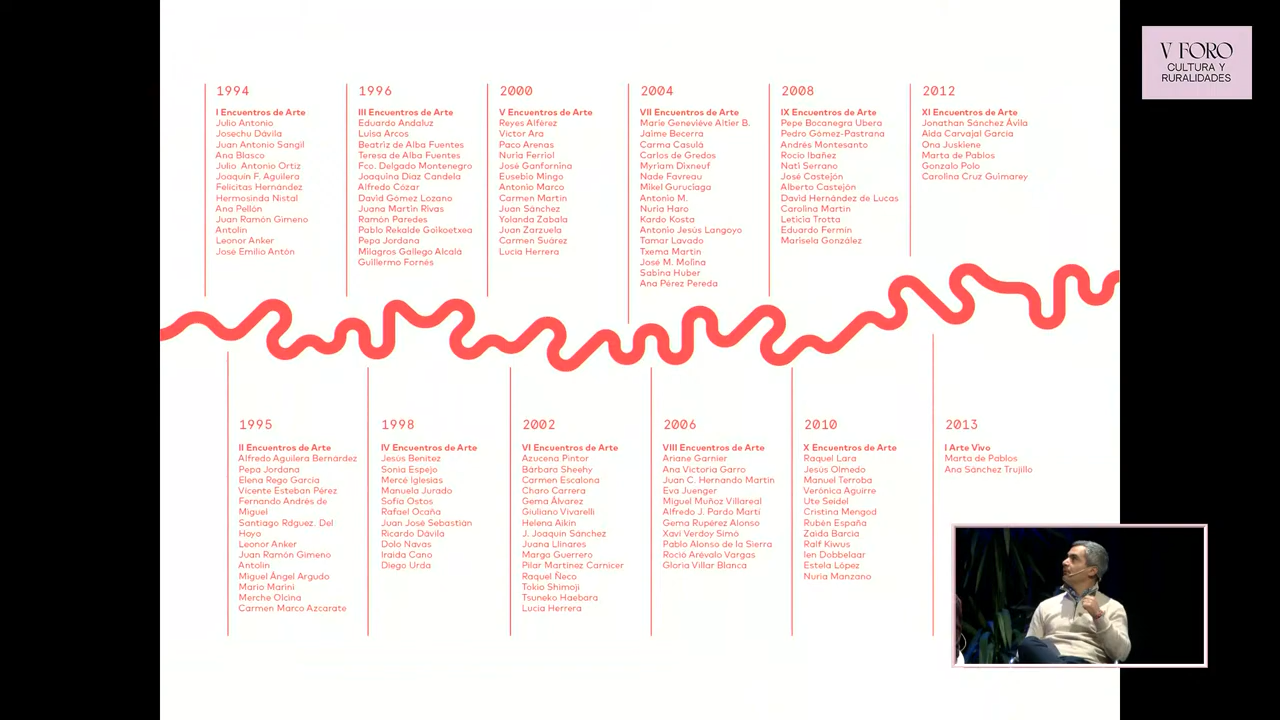 V FORO
CULTURA Y
RURALIDADES
1994
I Encuentros de Arte
Julio Antonio
Josechu Dávila
Juan Antonio Sangil
Ana Blasco
Julio Antonio Ortiz
Joaquín F. Aguilera
Felicitas Hernández
Hermosinda Nistal
Ana Pellón
Juan Ramón Gimeno
Antolin
Leonor Anker
José Emilio Antón
1996
III Encuentros de Arte
Eduardo Andaluz
Luisa Arcos
Beatriz de Alba Fuentes
Teresa de Alba Fuentes
Fco. Delgado Montenegro
Joaquina Díaz Candela
Alfredo Cózar
David Gómez Lozano
Juana Martín Rivas
Ramón Paredes
Pablo Rekalde Goikoetxea
Pepa Jordana
Milagros Gallego Alcalá
Guillermo Fornés
2000
V Encuentros de Arte
Reyes Alférez
Víctor Ara
Paco Arenas
Nuria Ferriol
José Ganfornina
Eusebio Mingo
Antonio Marco
Carmen Martín
Juan Sánchez
Yolanda Zabala
Juan Zarzuela
Carmen Suárez
Lucía Herrera
2004
VII Encuentros de Arte
Marie Geneviève Altier B.
Jaime Becerra
Carma Casulá
Carlos de Gredos
Myriam Dixneuf
Nade Favreau
Mikel Guruciaga
Antonio M.
Nuria Haro
Kardo Kosta
Antonio Jesús Langoyo
Tamar Lavado
Txema Martín
José M. Molina
Sabina Huber
Ana Pérez Pereda
2008
IX Encuentros de Arte
Pepe Bocanegra Ubera
Pedro Gómez-Pastrana
Andrés Montesanto
Rocío Ibáñez
Nati Serrano
José Castejón
Alberto Castejón
David Hernández de Lucas
Carolina Martín
Leticia Trotta
Eduardo Fermín
Marisela González
2012
XI Encuentros de Arte
Jonathan Sánchez Ávila
Aida Carvajal García
Ona Juskiene
Marta de Pablos
Gonzalo Polo
Carolina Cruz Guimarey
1995
II Encuentros de Arte
Alfredo Aguilera Bernárdez
Pepa Jordana
Elena Rego García
Vicente Esteban Pérez
Fernando Andrés de
Miguel
Santiago Rdguez. Del
Hoyo
Leonor Anker
Juan Ramón Gimeno
Antolin
Miguel Ángel Argudo
Mario Marini
Merche Olcina
Carmen Marco Azcarate
1998
IV Encuentros de Arte
Jesús Benítez
Sonia Espejo
Mercé Iglesias
Manuela Jurado
Sofía Ostos
Rafael Ocaña
Juan José Sebastián
Ricardo Dávila
Dolo Navas
Iraida Cano
Diego Urda
2002
VI Encuentros de Arte
Azucena Pintor
Bárbara Sheehy
Carmen Escalona
Charo Carrera
Gema Álvarez
Giuliano Vivarelli
Helena Aikin
J. Joaquín Sánchez
Juana Llinares
Marga Guerrero
Pilar Martínez Carnicer
Raquel Ñeco
Tokio Shimoji
Tsuneko Haebara
Lucía Herrera
2006
VIII Encuentros de Arte
Ariane Garnier
Ana Victoria Garro
Juan C. Hernando Martín
Eva Juenger
Miguel Muñoz Villareal
Alfredo J. Pardo Martí
Gema Rupérez Alonso
Xavi Verdoy Simó
Pablo Alonso de la Sierra
Roció Arévalo Vargas
Gloria Villar Blanca
2010
X Encuentros de Arte
Raquel Lara
Jesús Olmedo
Manuel Terroba
Verónica Aguirre
Ute Seidel
Cristina Mengod
Rubén España
Zaida Barcia
Ralf Kiwus
Ien Dobbelaar
Estela López
Nuria Manzano
2013
I Arte Vivo
Marta de Pablos
Ana Sánchez Trujillo